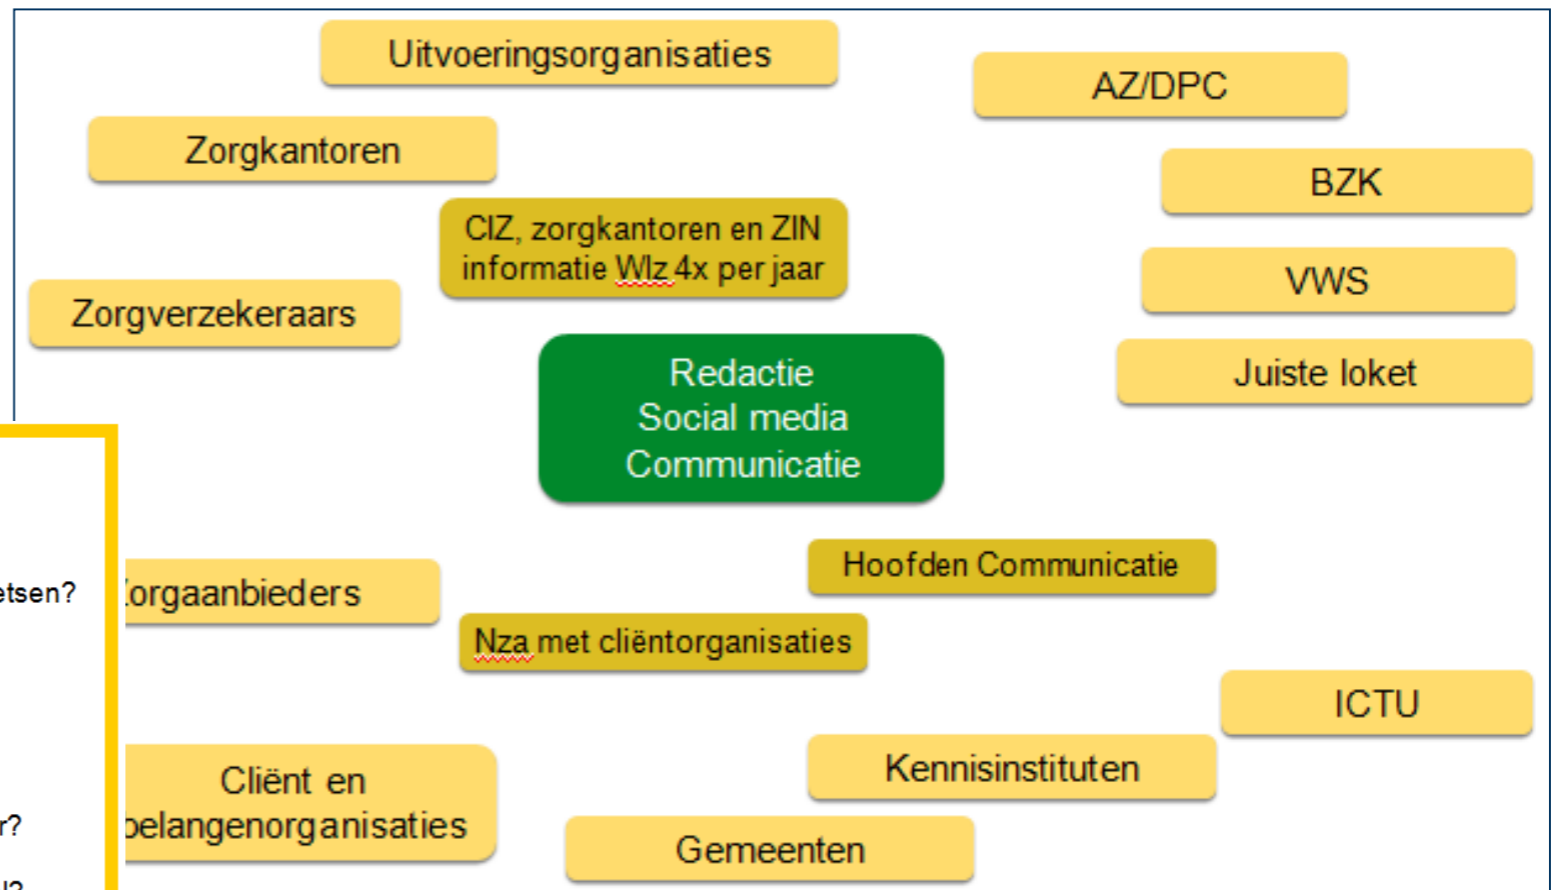 Uitvoeringsorganisaties
AZ/DPC
Zorgkantoren
BZK
CIZ, zorgkantoren en ZIN
informatie Wlz 4x per jaar
VWS
Zorgverzekeraars
Juiste loket
Redactie
Social media
Communicatie
Hoofden Communicatie
etsen?
orgaanbieders
Nza met cliëntorganisaties
ICTU
Kennisinstituten
Cliënt en
belangenorganisaties
r?
Gemeenten